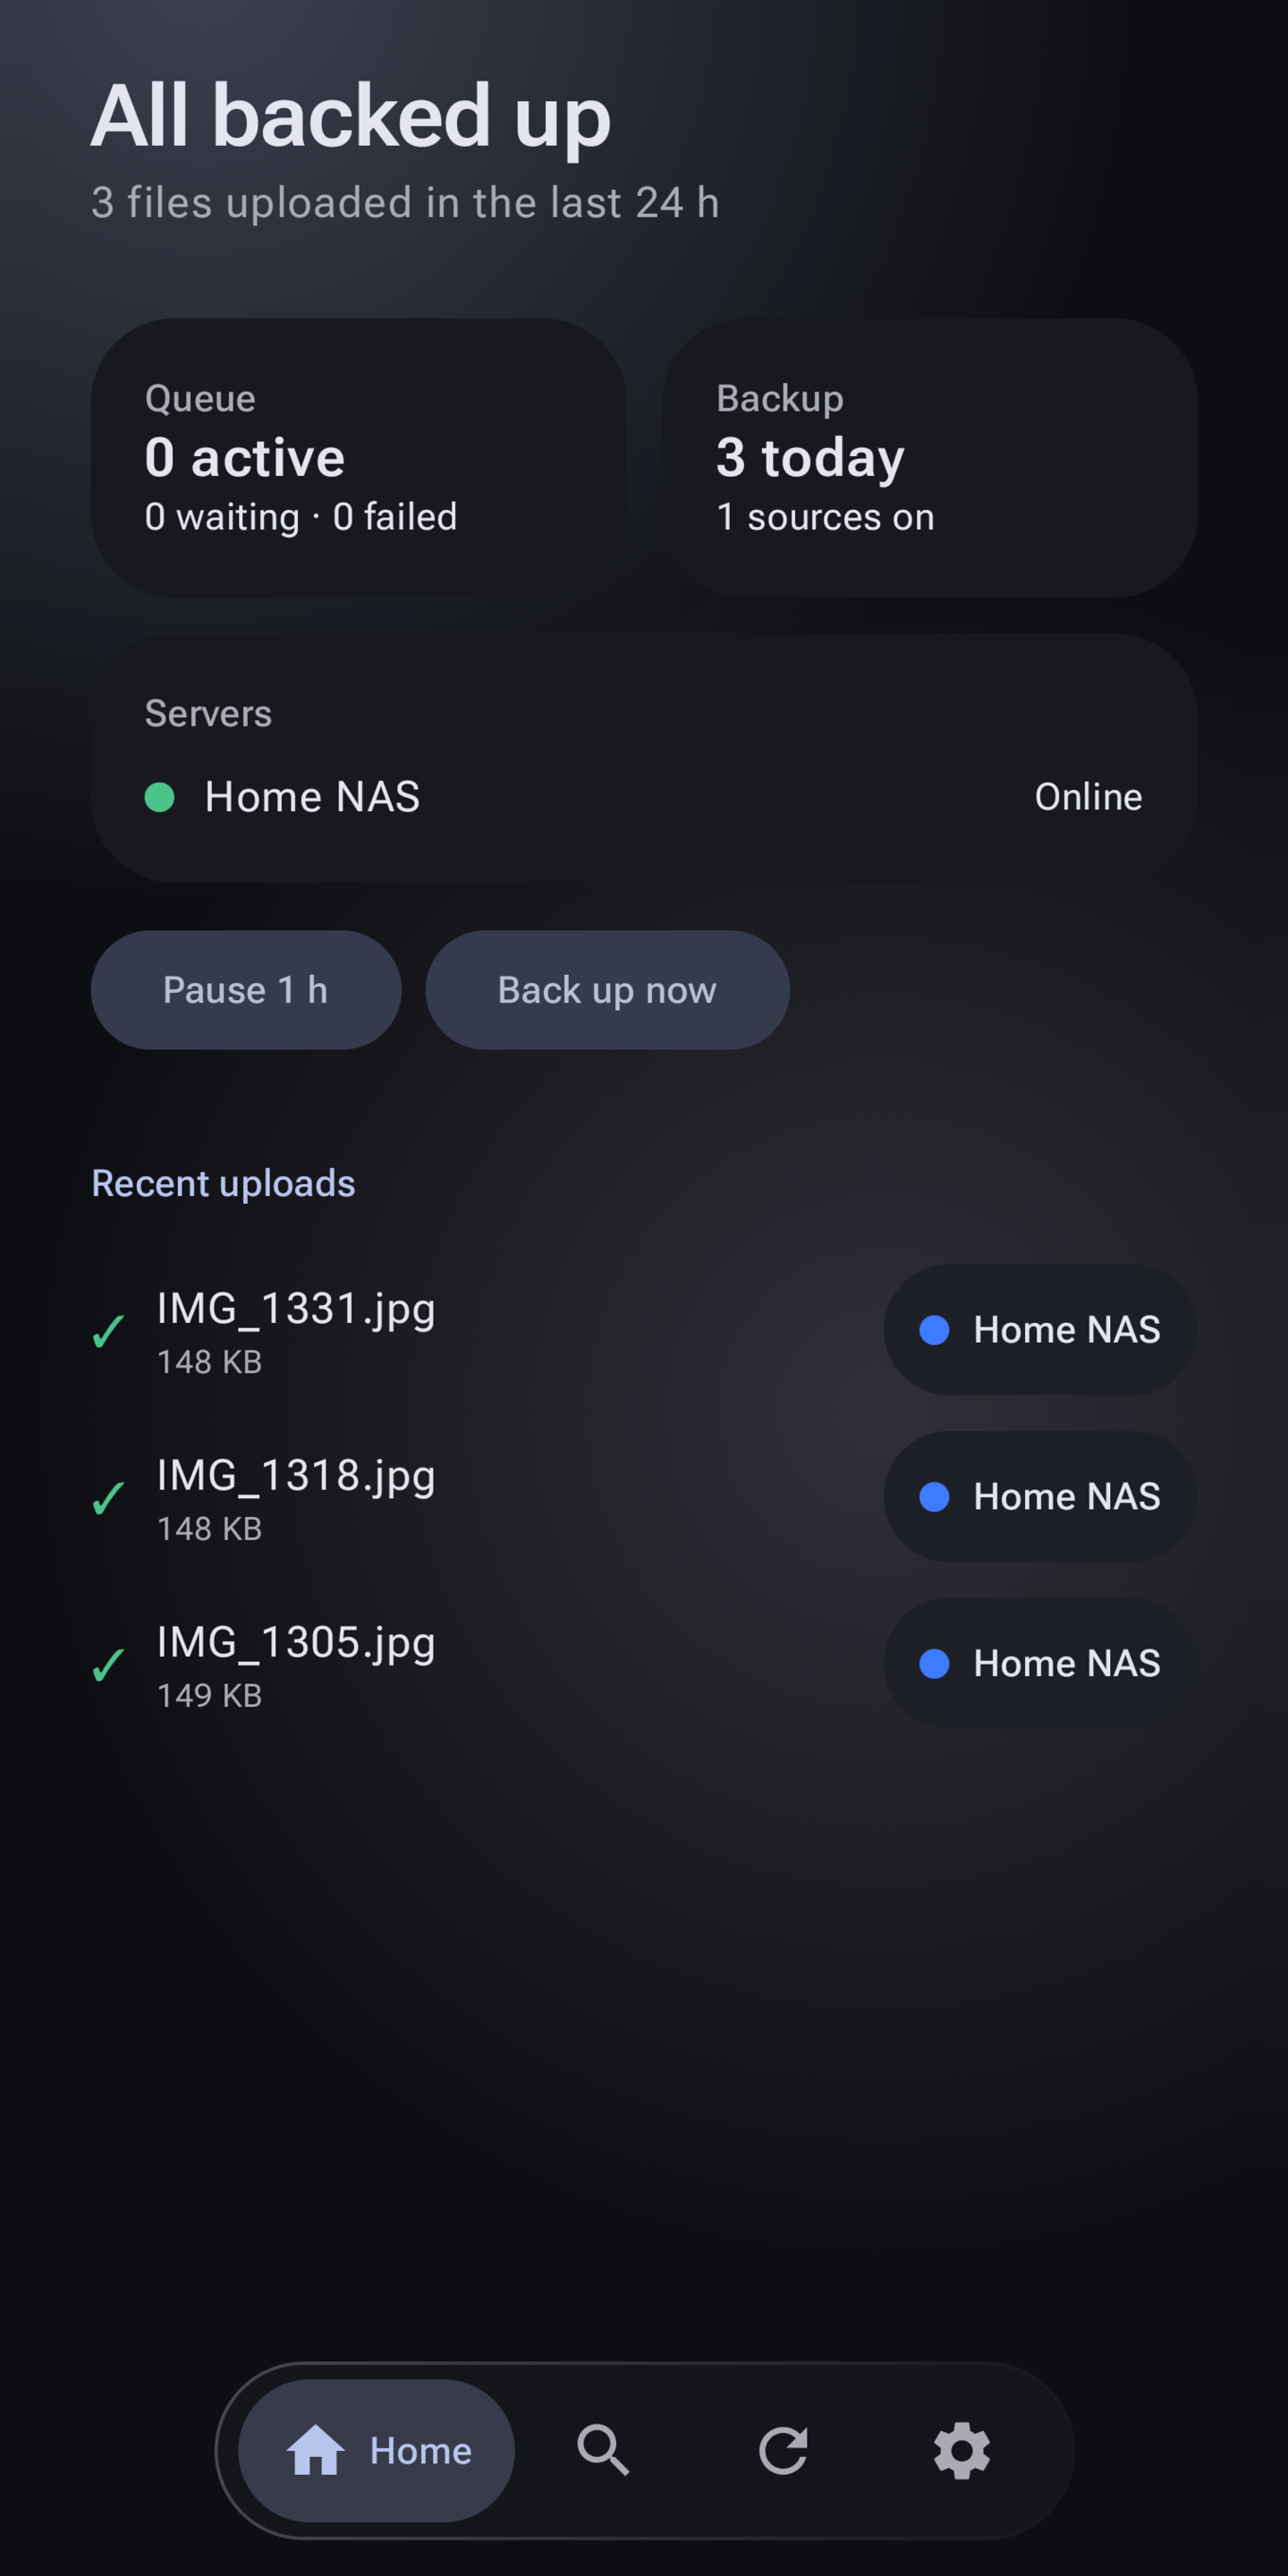 All backed up
3 files uploaded in the last 24 h
Queue
0 active
0 waiting · 0 failed
Backup
3 today
1 sources on
Servers
Home NAS
Online
Pause 1 h
Back up now
Recent uploads
✓ IMG_1331.jpg
148 KB
Home NAS
✓ IMG_1318.jpg
148 KB
Home NAS
✓ IMG_1305.jpg
149 KB
Home NAS
Home